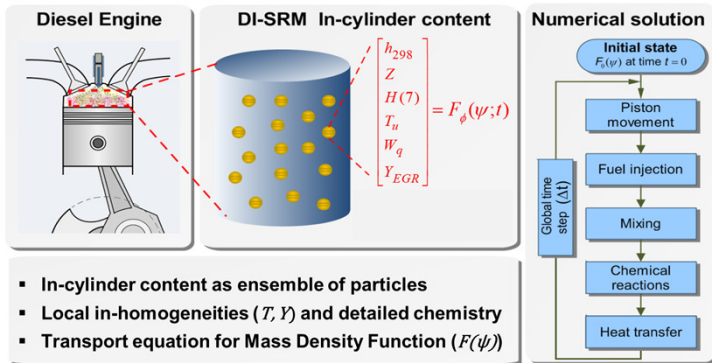 Diesel Engine
DI-SRM In-cylinder content
h298
Z
H(7)
Tu
Wq
YEGR
= Fϕ(ψ;t)
In-cylinder content as ensemble of particles
Local in-homogeneities (T, Y) and detailed chemistry
Transport equation for Mass Density Function (F(ψ))
Numerical solution
Initial state
Fϕ(ψ) at time t = 0
Piston
movement
Fuel injection
Mixing
Chemical
reactions
Heat transfer
Global time
step (Δt)